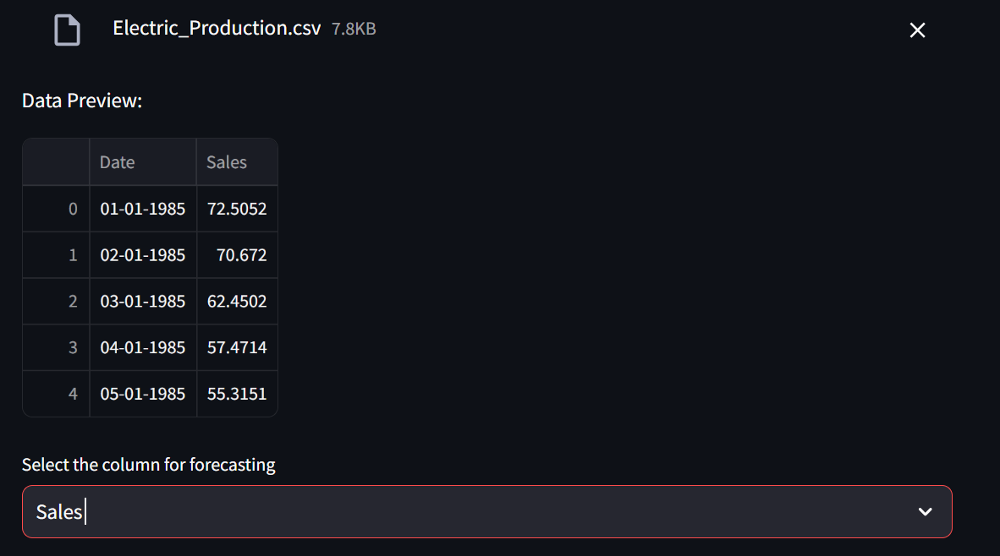 Electric_Production.csv 7.8KB
Data Preview:
Date Sales
0 01-01-1985 72.5052
1 02-01-1985 70.672
2 03-01-1985 62.4502
3 04-01-1985 57.4714
4 05-01-1985 55.3151
Select the column for forecasting
Sales